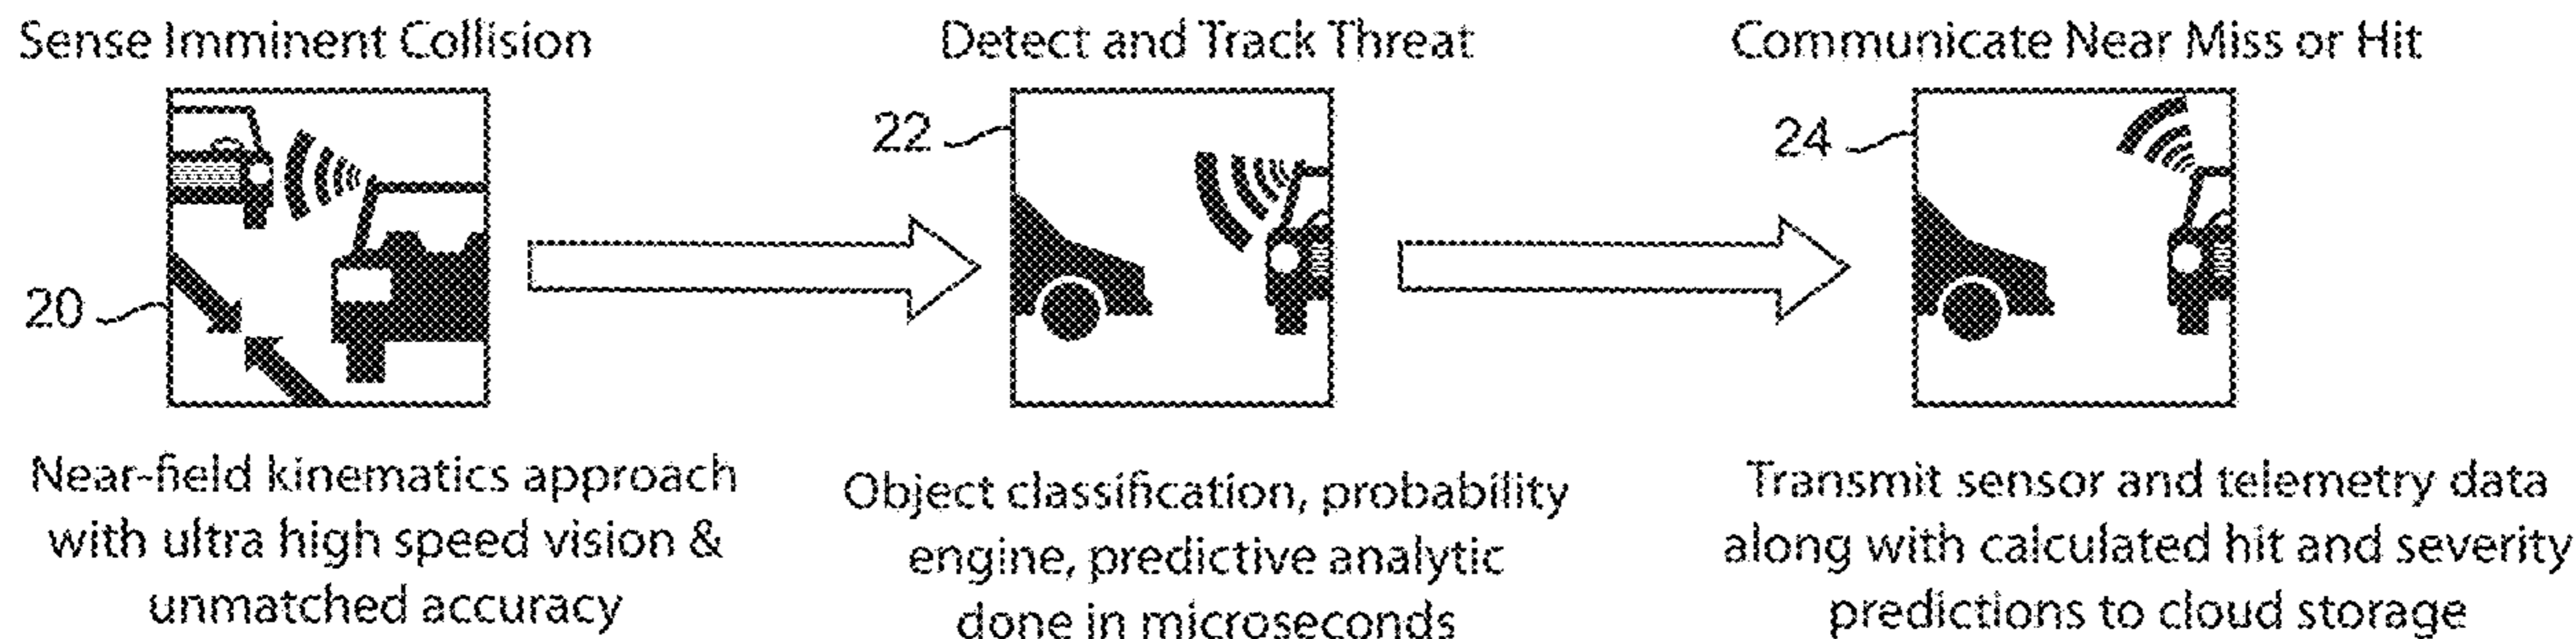 Sense Imminent Collision
20
Near-field kinematics approach
with ultra high speed vision &
unmatched accuracy
Detect and Track Threat
22
Object classification, probability
engine, predictive analytic
done in microseconds
Communicate Near Miss or Hit
24
Transmit sensor and telemetry data
along with calculated hit and severity
predictions to cloud storage